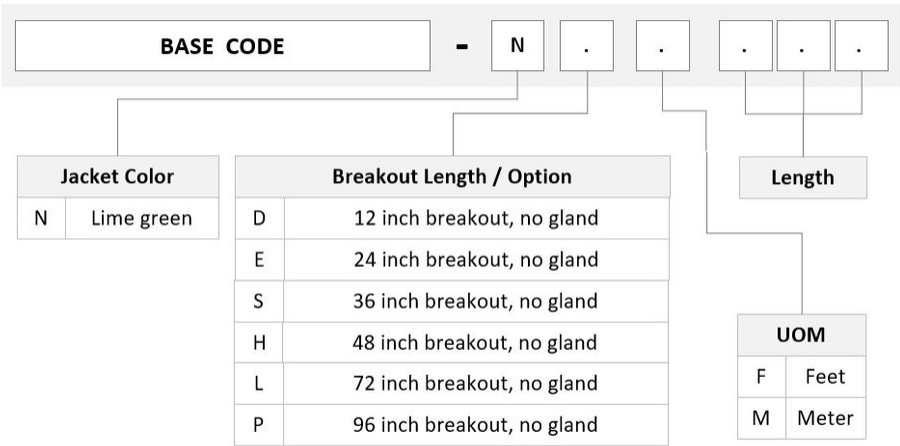 BASE CODE - N . . . . .
Jacket Color
N Lime green
Breakout Length / Option
D 12 inch breakout, no gland
E 24 inch breakout, no gland
S 36 inch breakout, no gland
H 48 inch breakout, no gland
L 72 inch breakout, no gland
P 96 inch breakout, no gland
Length
UOM
F Feet
M Meter